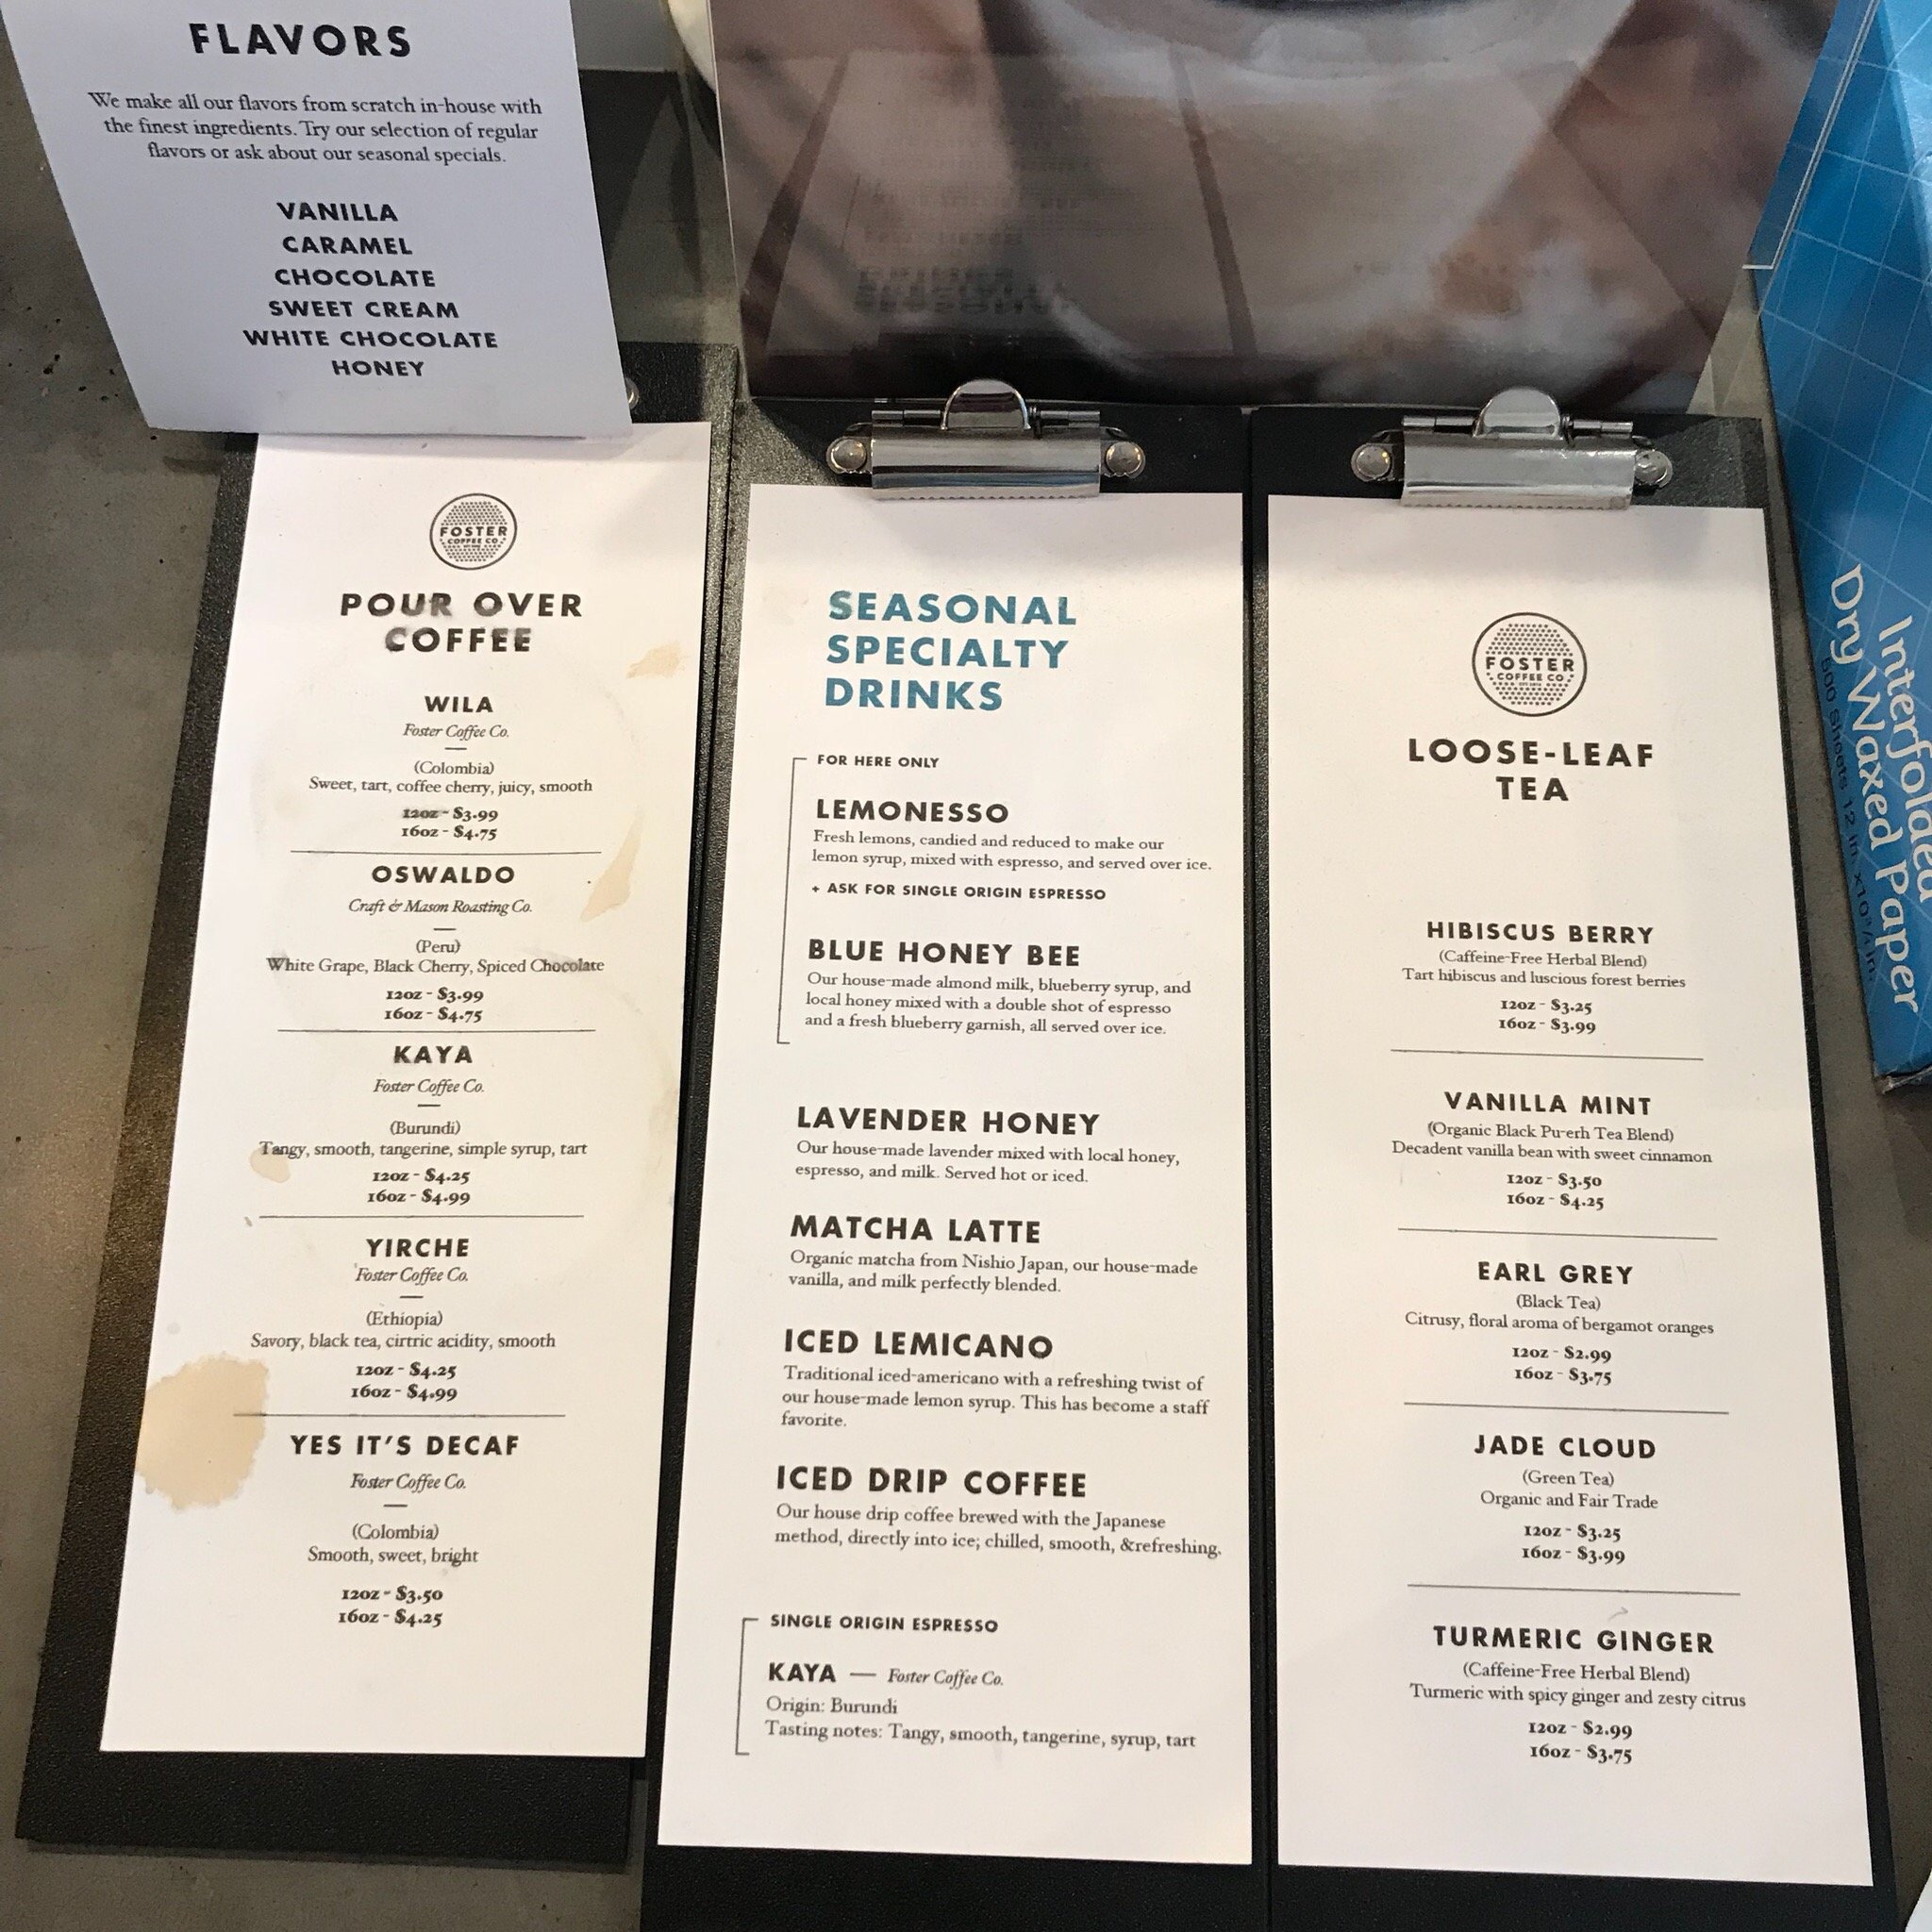 FLAVORS
We make all our flavors from scratch in-house with
the finest ingredients. Try our selection of regular
flavors or ask about our seasonal specials.
VANILLA
CARAMEL
CHOCOLATE
SWEET CREAM
WHITE CHOCOLATE
HONEY
FOSTER
COFFEE CO.
POUR OVER
COFFEE
WILA
Foster Coffee Co.
(Colombia)
Sweet, tart, coffee cherry, juicy, smooth
12oz - $3.99
16oz - $4.75
OSWALDO
Craft & Mason Roasting Co.
(Peru)
White Grape, Black Cherry, Spiced Chocolate
12oz - $3.99
16oz - $4.75
KAYA
Foster Coffee Co.
(Burundi)
Tangy, smooth, tangerine, simple syrup, tart
12oz - $4.25
16oz - $4.99
YIRCHE
Foster Coffee Co.
(Ethiopia)
Savory, black tea, cirtric acidity, smooth
12oz - $4.25
16oz - $4.99
YES IT'S DECAF
Foster Coffee Co.
(Colombia)
Smooth, sweet, bright
12oz - $3.50
16oz - $4.25
SEASONAL
SPECIALTY
DRINKS
FOR HERE ONLY
LEMONESSO
Fresh lemons, candied and reduced to make our
lemon syrup, mixed with espresso, and served over ice.
+ ASK FOR SINGLE ORIGIN ESPRESSO
BLUE HONEY BEE
Our house-made almond milk, blueberry syrup, and
local honey mixed with a double shot of espresso
and a fresh blueberry garnish, all served over ice.
LAVENDER HONEY
Our house-made lavender mixed with local honey,
espresso, and milk. Served hot or iced.
MATCHA LATTE
Organic matcha from Nishio Japan, our house-made
vanilla, and milk perfectly blended.
ICED LEMICANO
Traditional iced-americano with a refreshing twist of
our house-made lemon syrup. This has become a staff
favorite.
ICED DRIP COFFEE
Our house drip coffee brewed with the Japanese
method, directly into ice; chilled, smooth, &refreshing.
SINGLE ORIGIN ESPRESSO
KAYA — Foster Coffee Co.
Origin: Burundi
Tasting notes: Tangy, smooth, tangerine, syrup, tart
FOSTER
COFFEE CO.
LOOSE-LEAF
TEA
HIBISCUS BERRY
(Caffeine-Free Herbal Blend)
Tart hibiscus and luscious forest berries
12oz - $3.25
16oz - $3.99
VANILLA MINT
(Organic Black Pu-erh Tea Blend)
Decadent vanilla bean with sweet cinnamon
12oz - $3.50
16oz - $4.25
EARL GREY
(Black Tea)
Citrusy, floral aroma of bergamot oranges
12oz - $2.99
16oz - $3.75
JADE CLOUD
(Green Tea)
Organic and Fair Trade
12oz - $3.25
16oz - $3.99
TURMERIC GINGER
(Caffeine-Free Herbal Blend)
Turmeric with spicy ginger and zesty citrus
12oz - $2.99
16oz - $3.75
Interfolded
Dry Waxed Paper
500 Sheets 12 in. x 10 3/4 in.